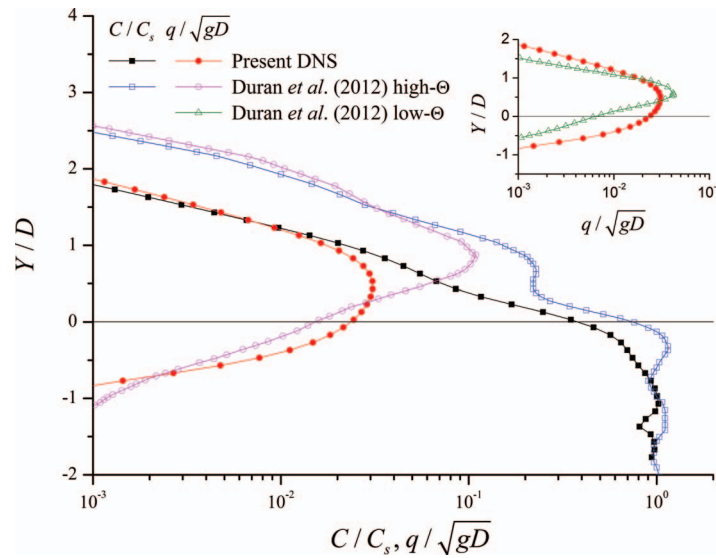 C/C_s q/√gD
Present DNS
Duran et al. (2012) high-Θ
Duran et al. (2012) low-Θ
4
3
2
1
0
-1
-2
Y/D
10^-3 10^-2 10^-1 10^0
C/C_s, q/√gD
2
1
0
-1
Y/D
10^-3 10^-2 10^-1
q/√gD